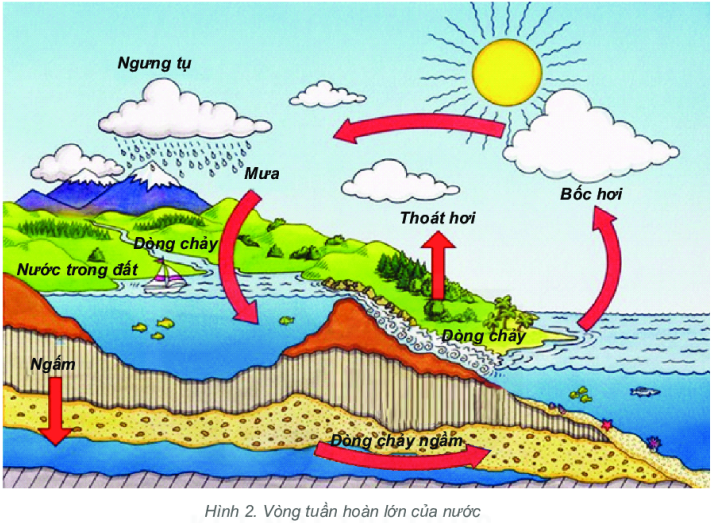 Ngưng tụ
Mưa
Bốc hơi
Thoát hơi
Dòng chảy
Nước trong đất
Dòng chảy
Ngấm
Dòng chảy ngầm
Hình 2. Vòng tuần hoàn lớn của nước